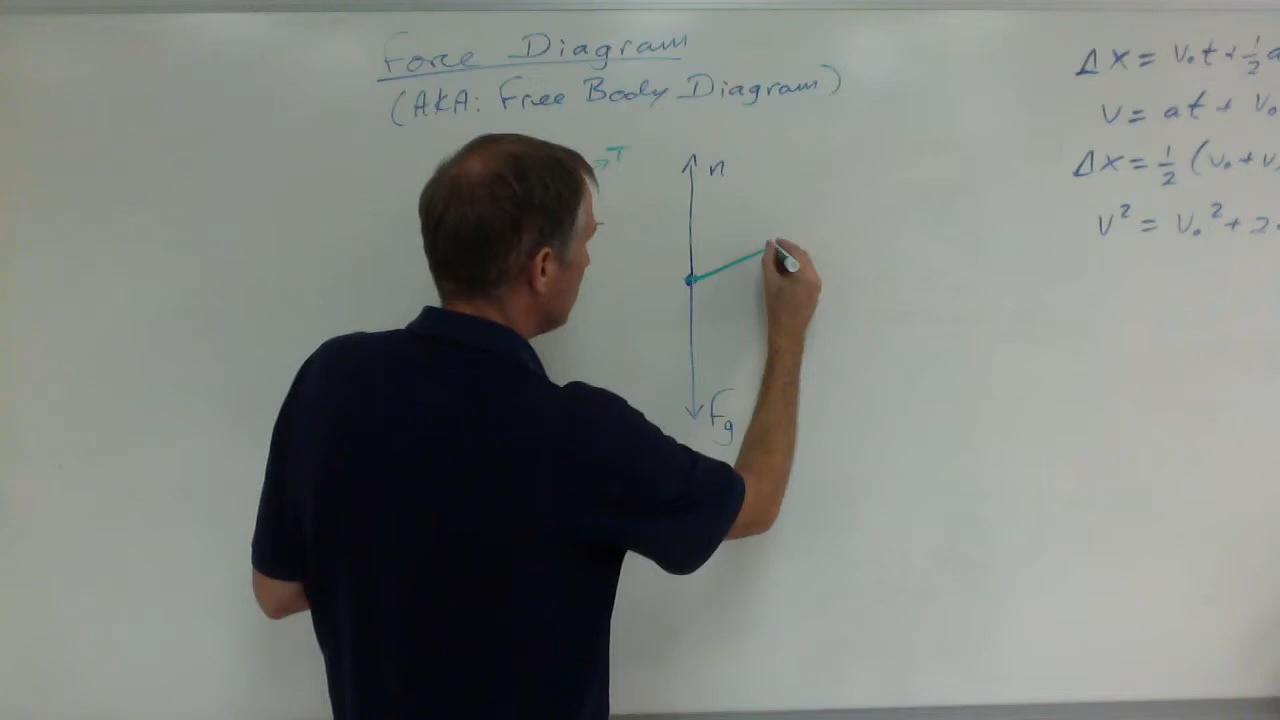 Force Diagram
(AKA: Free Body Diagram)
T
n
Fg
Δx = v₀t + ½a
v = at + v₀
Δx = ½ (v₀ + v
v² = v₀² + 2